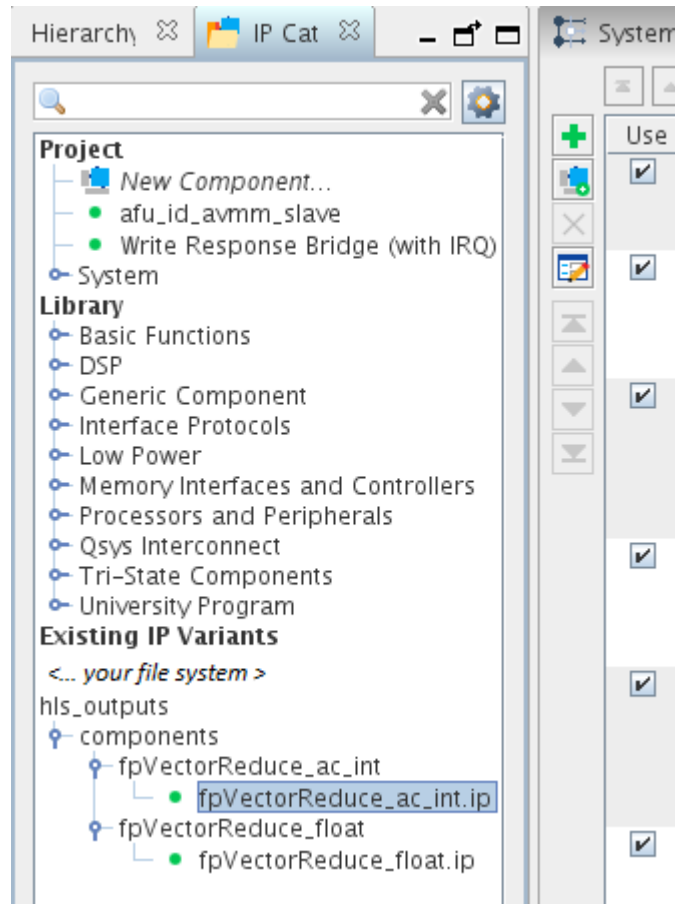 Hierarchy IP Cat System
Use
Project
New Component...
afu_id_avmm_slave
Write Response Bridge (with IRQ)
System
Library
Basic Functions
DSP
Generic Component
Interface Protocols
Low Power
Memory Interfaces and Controllers
Processors and Peripherals
Qsys Interconnect
Tri-State Components
University Program
Existing IP Variants
<... your file system >
hls_outputs
components
fpVectorReduce_ac_int
fpVectorReduce_ac_int.ip
fpVectorReduce_float
fpVectorReduce_float.ip